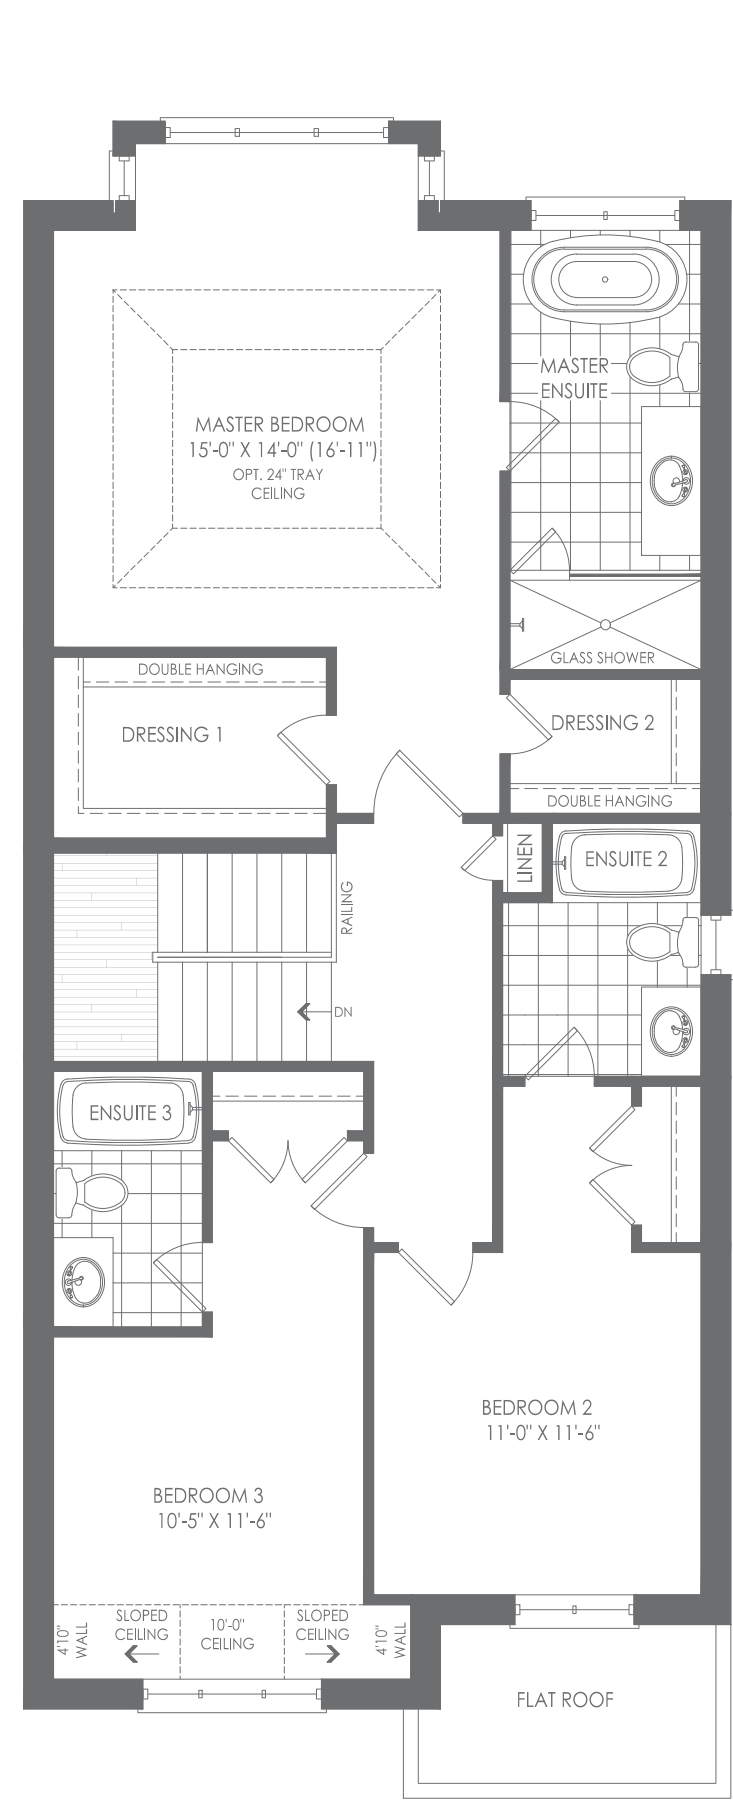 MASTER
ENSUITE
MASTER BEDROOM
15'-0" X 14'-0" (16'-11")
OPT. 24" TRAY
CEILING
GLASS SHOWER
DOUBLE HANGING
DRESSING 1
DRESSING 2
DOUBLE HANGING
LINEN
ENSUITE 2
RAILING
DN
ENSUITE 3
BEDROOM 2
11'-0" X 11'-6"
BEDROOM 3
10'-5" X 11'-6"
4'10"
WALL
SLOPED
CEILING
10'-0"
CEILING
SLOPED
CEILING
4'10"
WALL
FLAT ROOF